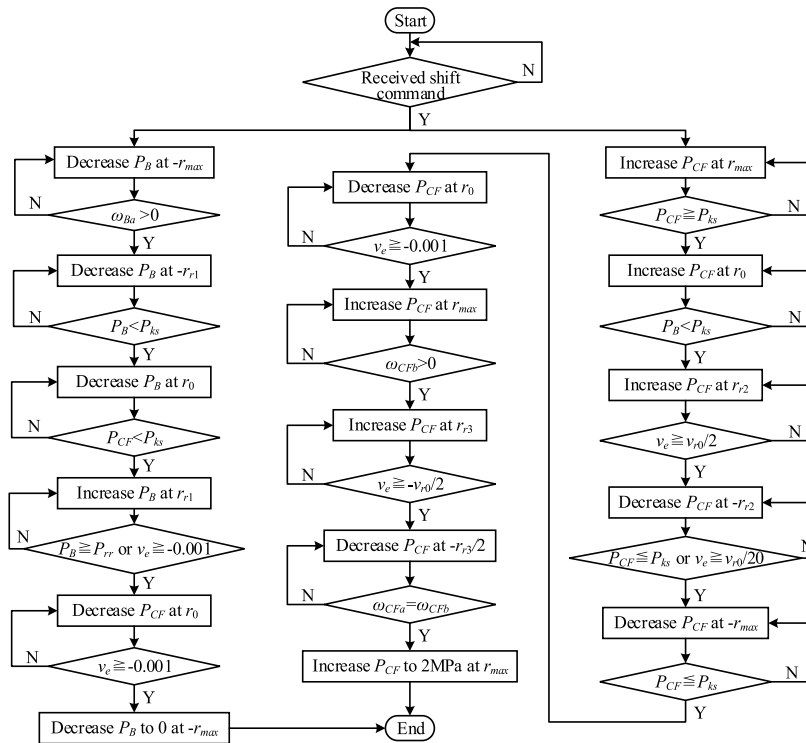 Start
Received shift
command
N
Y
Decrease P_B at -r_max
N
ω_Ba >0
Y
Decrease P_B at -r_r1
N
P_B<P_ks
Y
Decrease P_B at r_0
N
P_CF<P_ks
Y
Increase P_B at r_r1
N
P_B≧P_rr or v_e≧-0.001
Y
Decrease P_CF at r_0
N
v_e≧-0.001
Y
Decrease P_B to 0 at -r_max
Decrease P_CF at r_0
N
v_e≧-0.001
Y
Increase P_CF at r_max
N
ω_CFb>0
Y
Increase P_CF at r_r3
N
v_e≧-v_r0/2
Y
Decrease P_CF at -r_r3/2
N
ω_CFa=ω_CFb
Y
Increase P_CF to 2MPa at r_max
End
Increase P_CF at r_max
P_CF≧P_ks
N
Y
Increase P_CF at r_0
P_B<P_ks
N
Y
Increase P_CF at r_r2
v_e≧v_r0/2
N
Y
Decrease P_CF at -r_r2
P_CF≦P_ks or v_e≧v_r0/20
N
Y
Decrease P_CF at -r_max
P_CF≦P_ks
N
Y